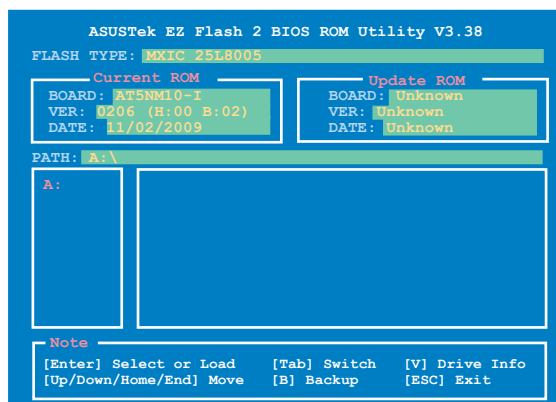 ASUSTek EZ Flash 2 BIOS ROM Utility V3.38
FLASH TYPE: MXIC 25L8005
Current ROM
BOARD: AT5NM10-I
VER: 0206 (H:00 B:02)
DATE: 11/02/2009
Update ROM
BOARD: Unknown
VER: Unknown
DATE: Unknown
PATH: A:\
A:
Note
[Enter] Select or Load [Tab] Switch [V] Drive Info
[Up/Down/Home/End] Move [B] Backup [ESC] Exit